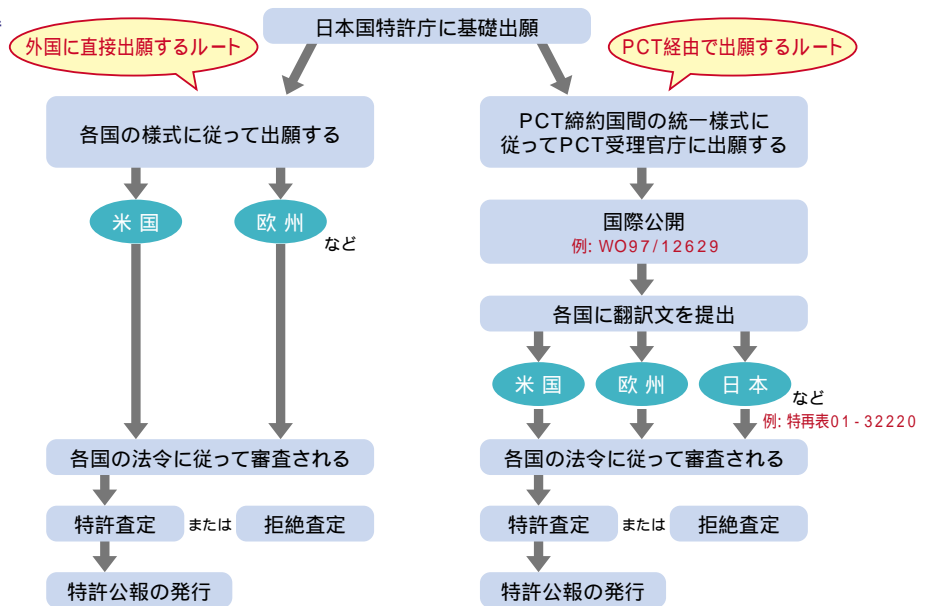 日本国特許庁に基礎出願
外国に直接出願するルート
PCT経由で出願するルート
各国の様式に従って出願する
米国
欧州
など
各国の法令に従って審査される
特許査定
または
拒絶査定
特許公報の発行
PCT締約国間の統一様式に
従ってPCT受理官庁に出願する
国際公開
例: WO97/12629
各国に翻訳文を提出
米国
欧州
日本
など
例: 特再表01-32220
各国の法令に従って審査される
特許査定
または
拒絶査定
特許公報の発行